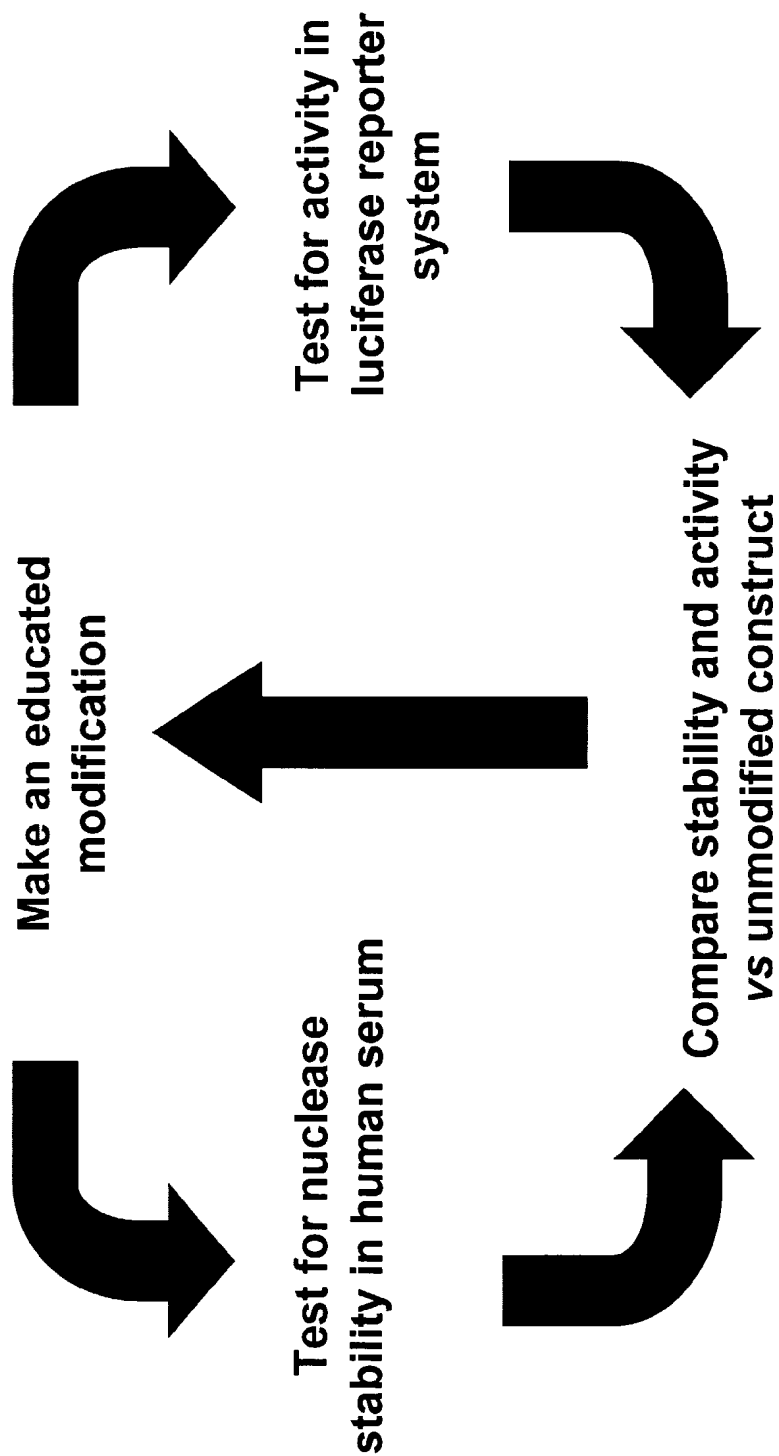 Make an educated
modification
Test for nuclease
stability in human serum
Test for activity in
luciferase reporter
system
Compare stability and activity
vs unmodified construct